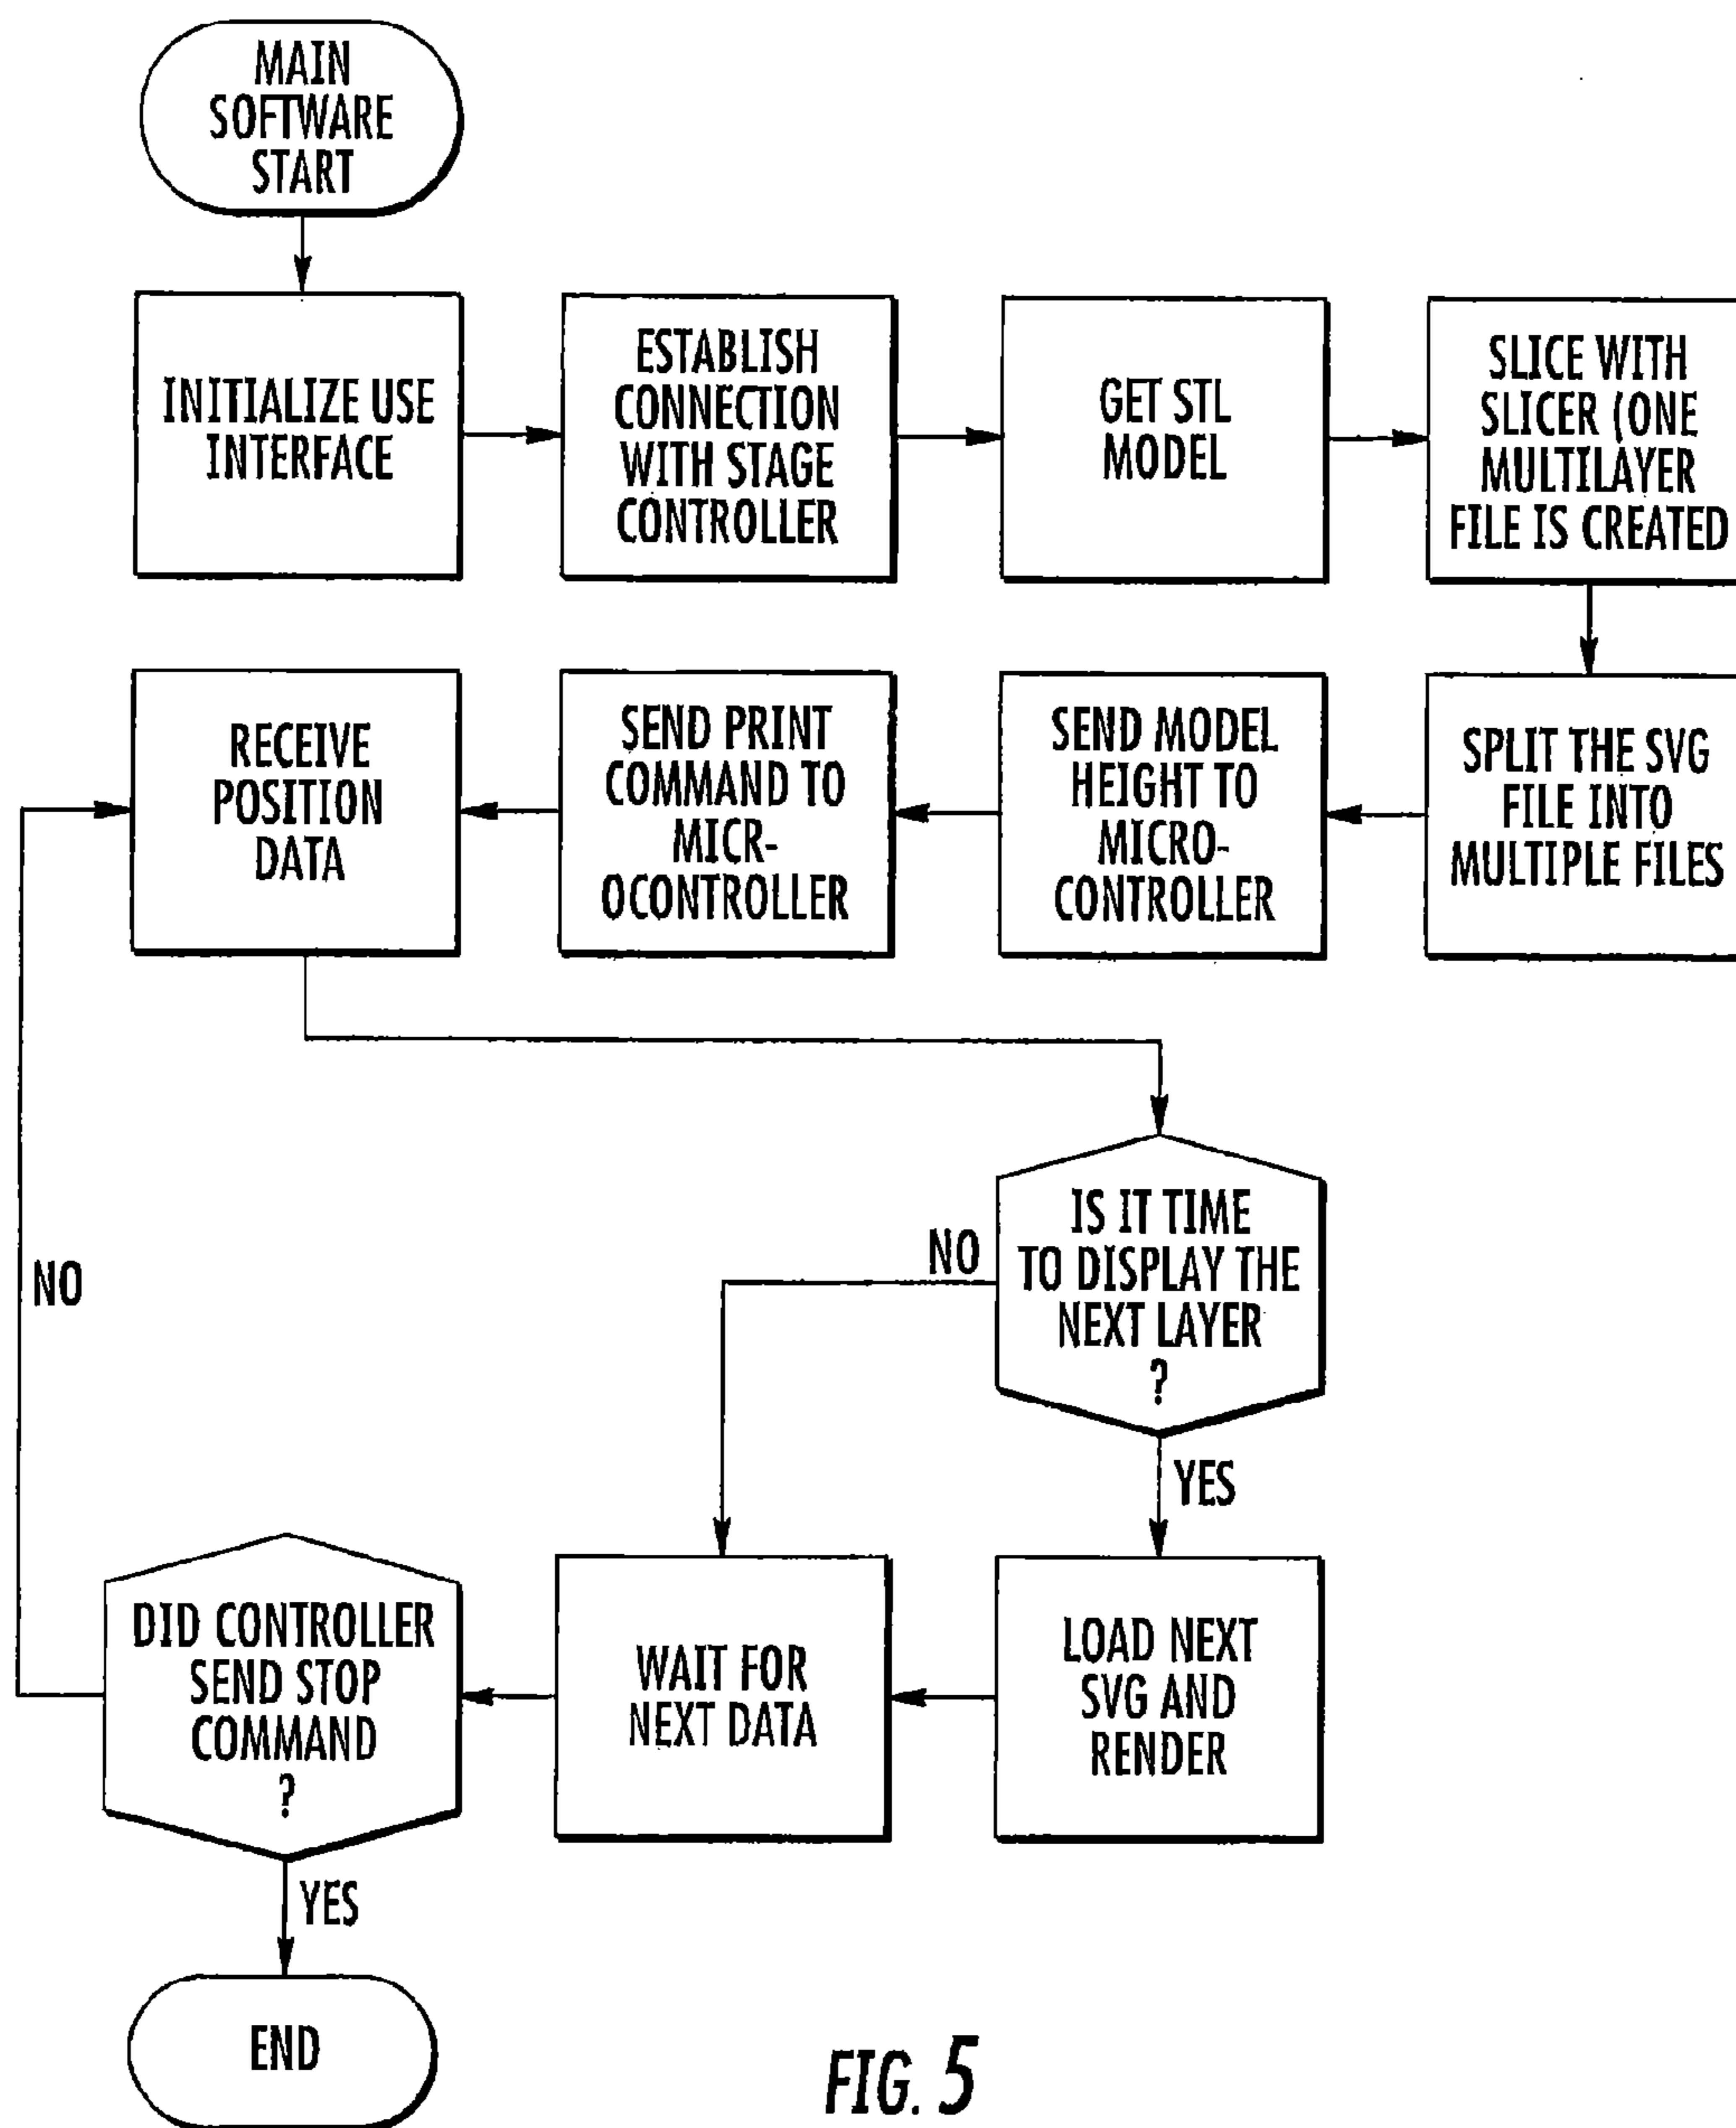 MAIN
SOFTWARE
START
INITIALIZE USE
INTERFACE
ESTABLISH
CONNECTION
WITH STAGE
CONTROLLER
GET STL
MODEL
SLICE WITH
SLICER (ONE
MULTILAYER
FILE IS CREATED
RECEIVE
POSITION
DATA
SEND PRINT
COMMAND TO
MICR-
OCONTROLLER
SEND MODEL
HEIGHT TO
MICRO-
CONTROLLER
SPLIT THE SVG
FILE INTO
MULTIPLE FILES
IS IT TIME
TO DISPLAY THE
NEXT LAYER
?
NO
NO
YES
DID CONTROLLER
SEND STOP
COMMAND
?
WAIT FOR
NEXT DATA
LOAD NEXT
SVG AND
RENDER
YES
END
FIG. 5